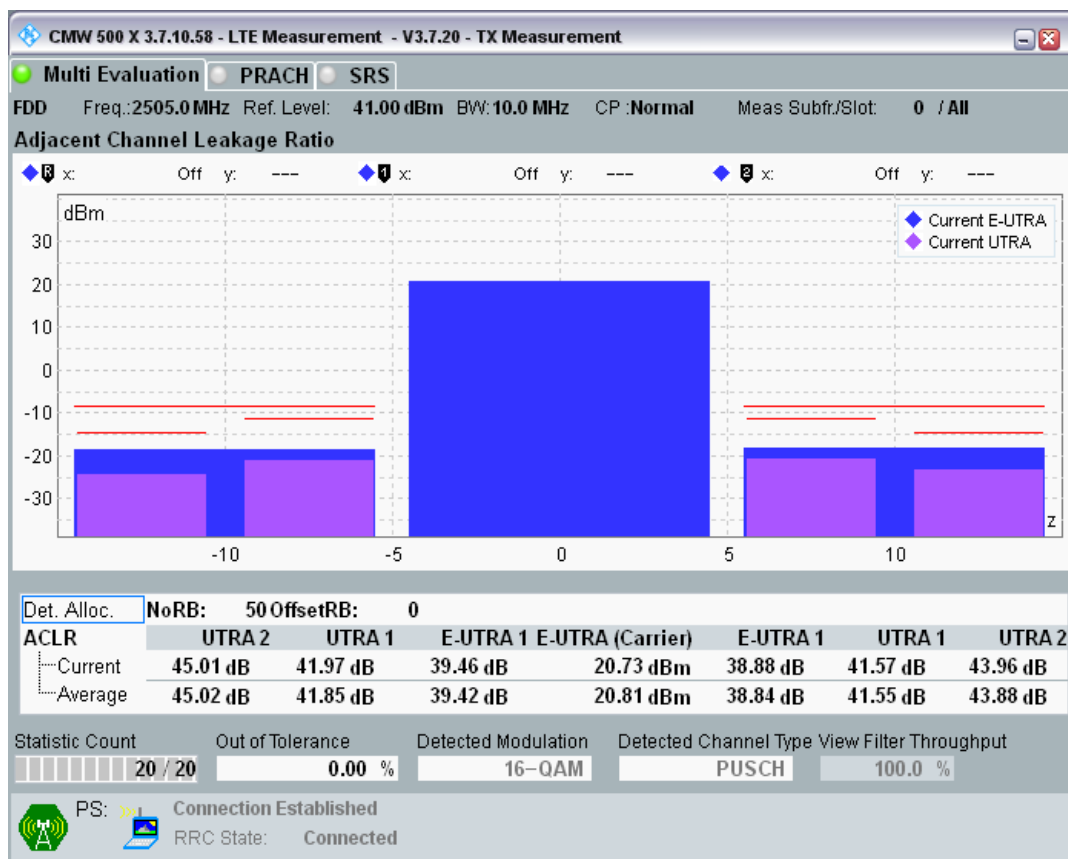 CMW 500 X 3.7.10.58 - LTE Measurement - V3.7.20 - TX Measurement
Multi Evaluation PRACH SRS
FDD Freq.:2505.0 MHz Ref. Level: 41.00 dBm BW: 10.0 MHz CP :Normal Meas Subfr./Slot: 0 / All
Adjacent Channel Leakage Ratio
R x: Off y: --- 1 x: Off y: --- 2 x: Off y: ---
dBm
Current E-UTRA
Current UTRA
30
20
10
0
-10
-20
-30
z
-10 -5 0 5 10
Det. Alloc. NoRB: 50 OffsetRB: 0
ACLR UTRA 2 UTRA 1 E-UTRA 1 E-UTRA (Carrier) E-UTRA 1 UTRA 1 UTRA 2
Current 45.01 dB 41.97 dB 39.46 dB 20.73 dBm 38.88 dB 41.57 dB 43.96 dB
Average 45.02 dB 41.85 dB 39.42 dB 20.81 dBm 38.84 dB 41.55 dB 43.88 dB
Statistic Count Out of Tolerance Detected Modulation Detected Channel Type View Filter Throughput
20 / 20 0.00 % 16-QAM PUSCH 100.0 %
PS: Connection Established
RRC State: Connected